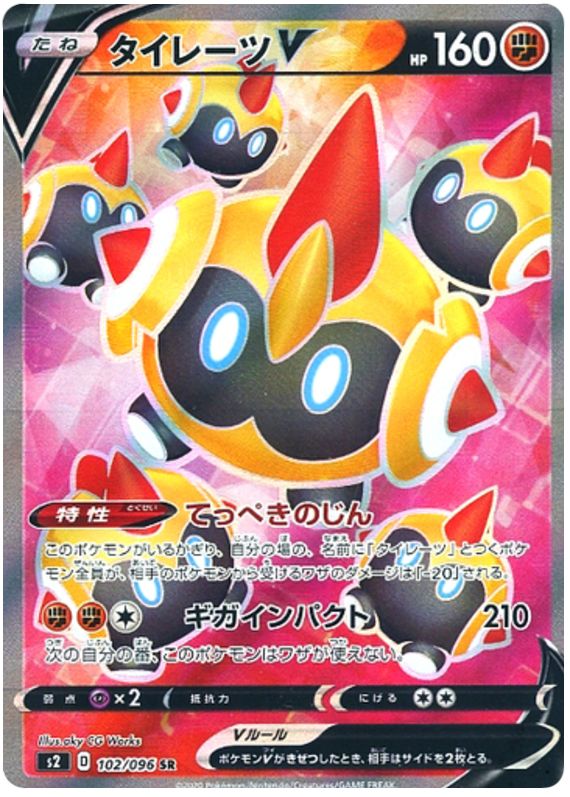 たね タイレーツV HP 160
特性 とくせい てっぺきのじん
このポケモンがいるかぎり、自分の場の、名前に「タイレーツ」とつくポケ
モン全員が、相手のポケモンから受けるワザのダメージは「-20」される。
ギガインパクト 210
次の自分の番、このポケモンはワザが使えない。
弱点 ×2 抵抗力 にげる
Illus.aky CG Works
Vルール
s2 D 102/096 SR
ポケモンVがきぜつしたとき、相手はサイドを2枚とる。
©2020 Pokémon/Nintendo/Creatures/GAME FREAK